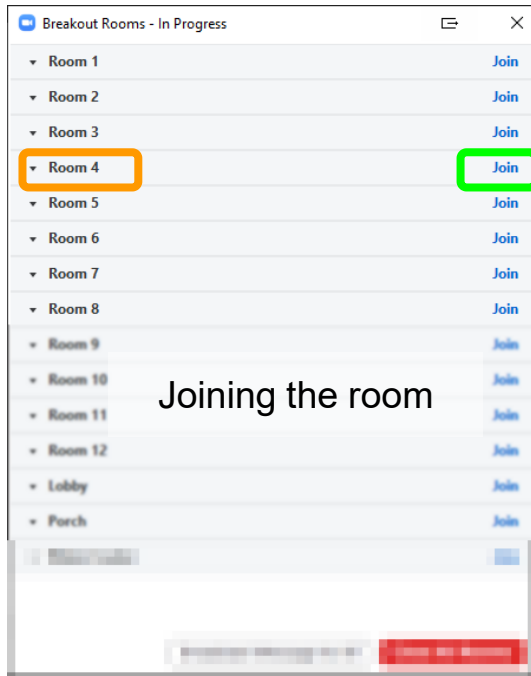 Breakout Rooms - In Progress
Room 1 Join
Room 2 Join
Room 3 Join
Room 4 Join
Room 5 Join
Room 6 Join
Room 7 Join
Room 8 Join
Room 9 Join
Room 10 Join
Joining the room
Room 11 Join
Room 12 Join
Lobby Join
Porch Join